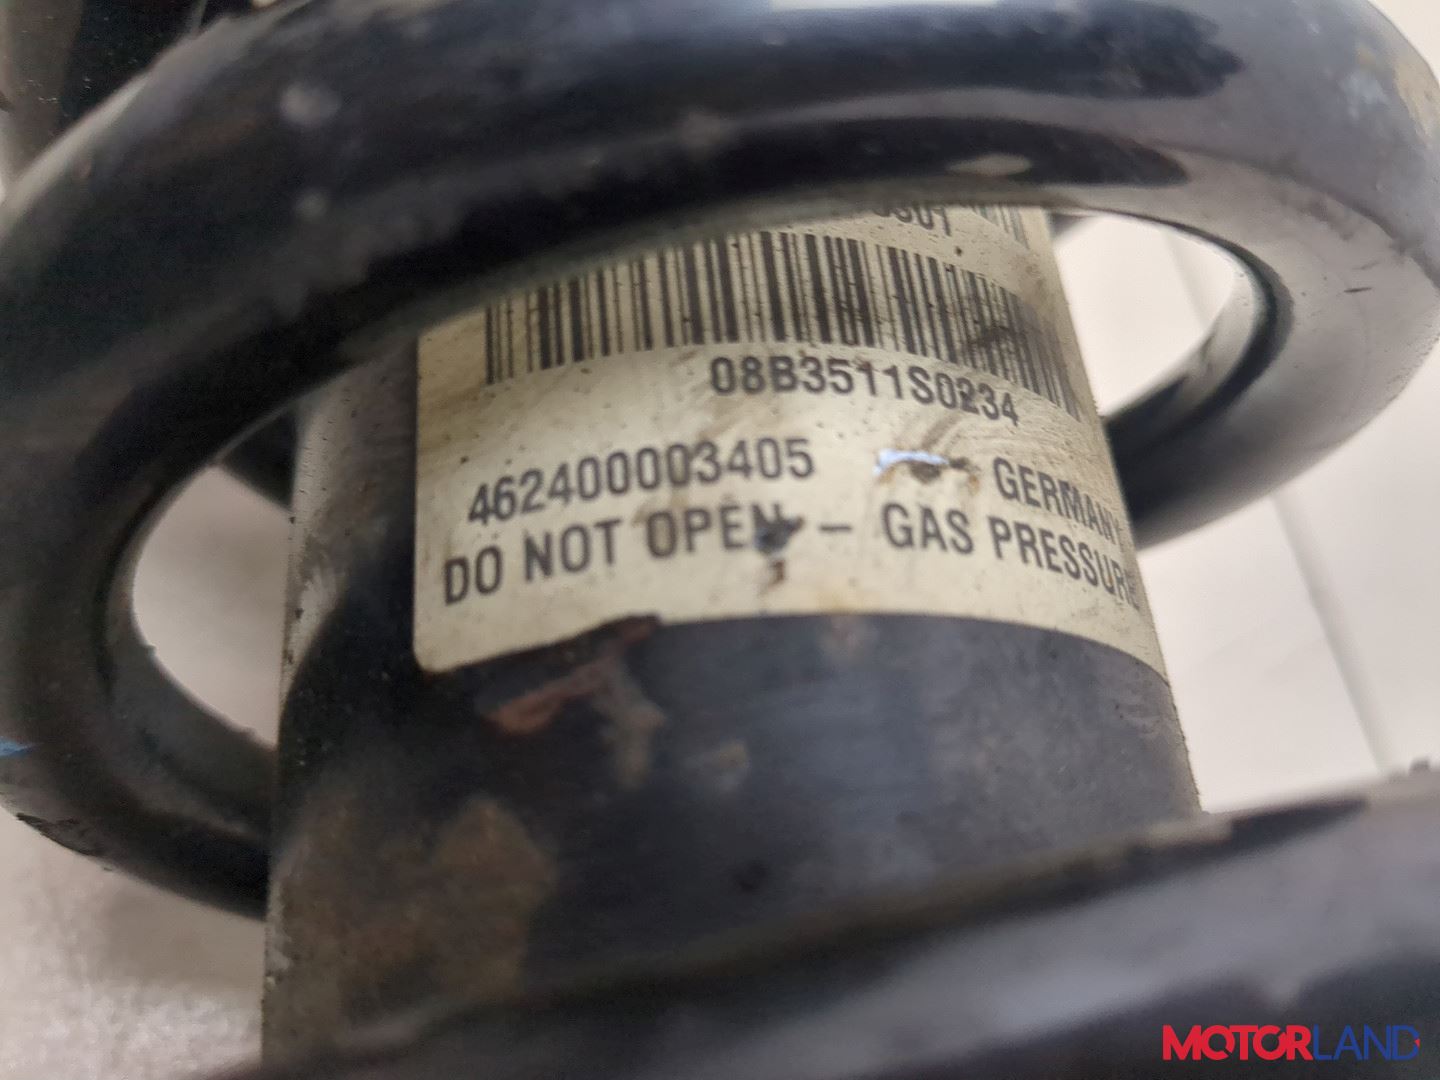 08B3511S0234
462400003405 GERMANY
DO NOT OPEN - GAS PRESSURE
MOTORLAND